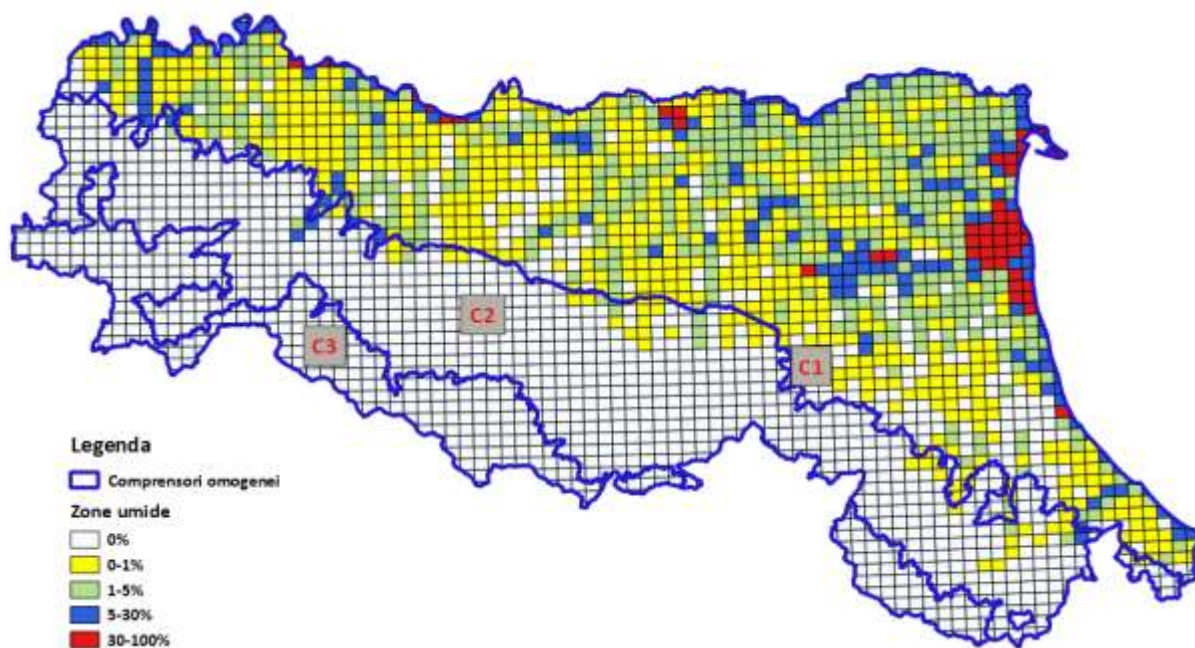 C2
C3
C1
Legenda
Comprensori omogenei
Zone umide
0%
0-1%
1-5%
5-30%
30-100%